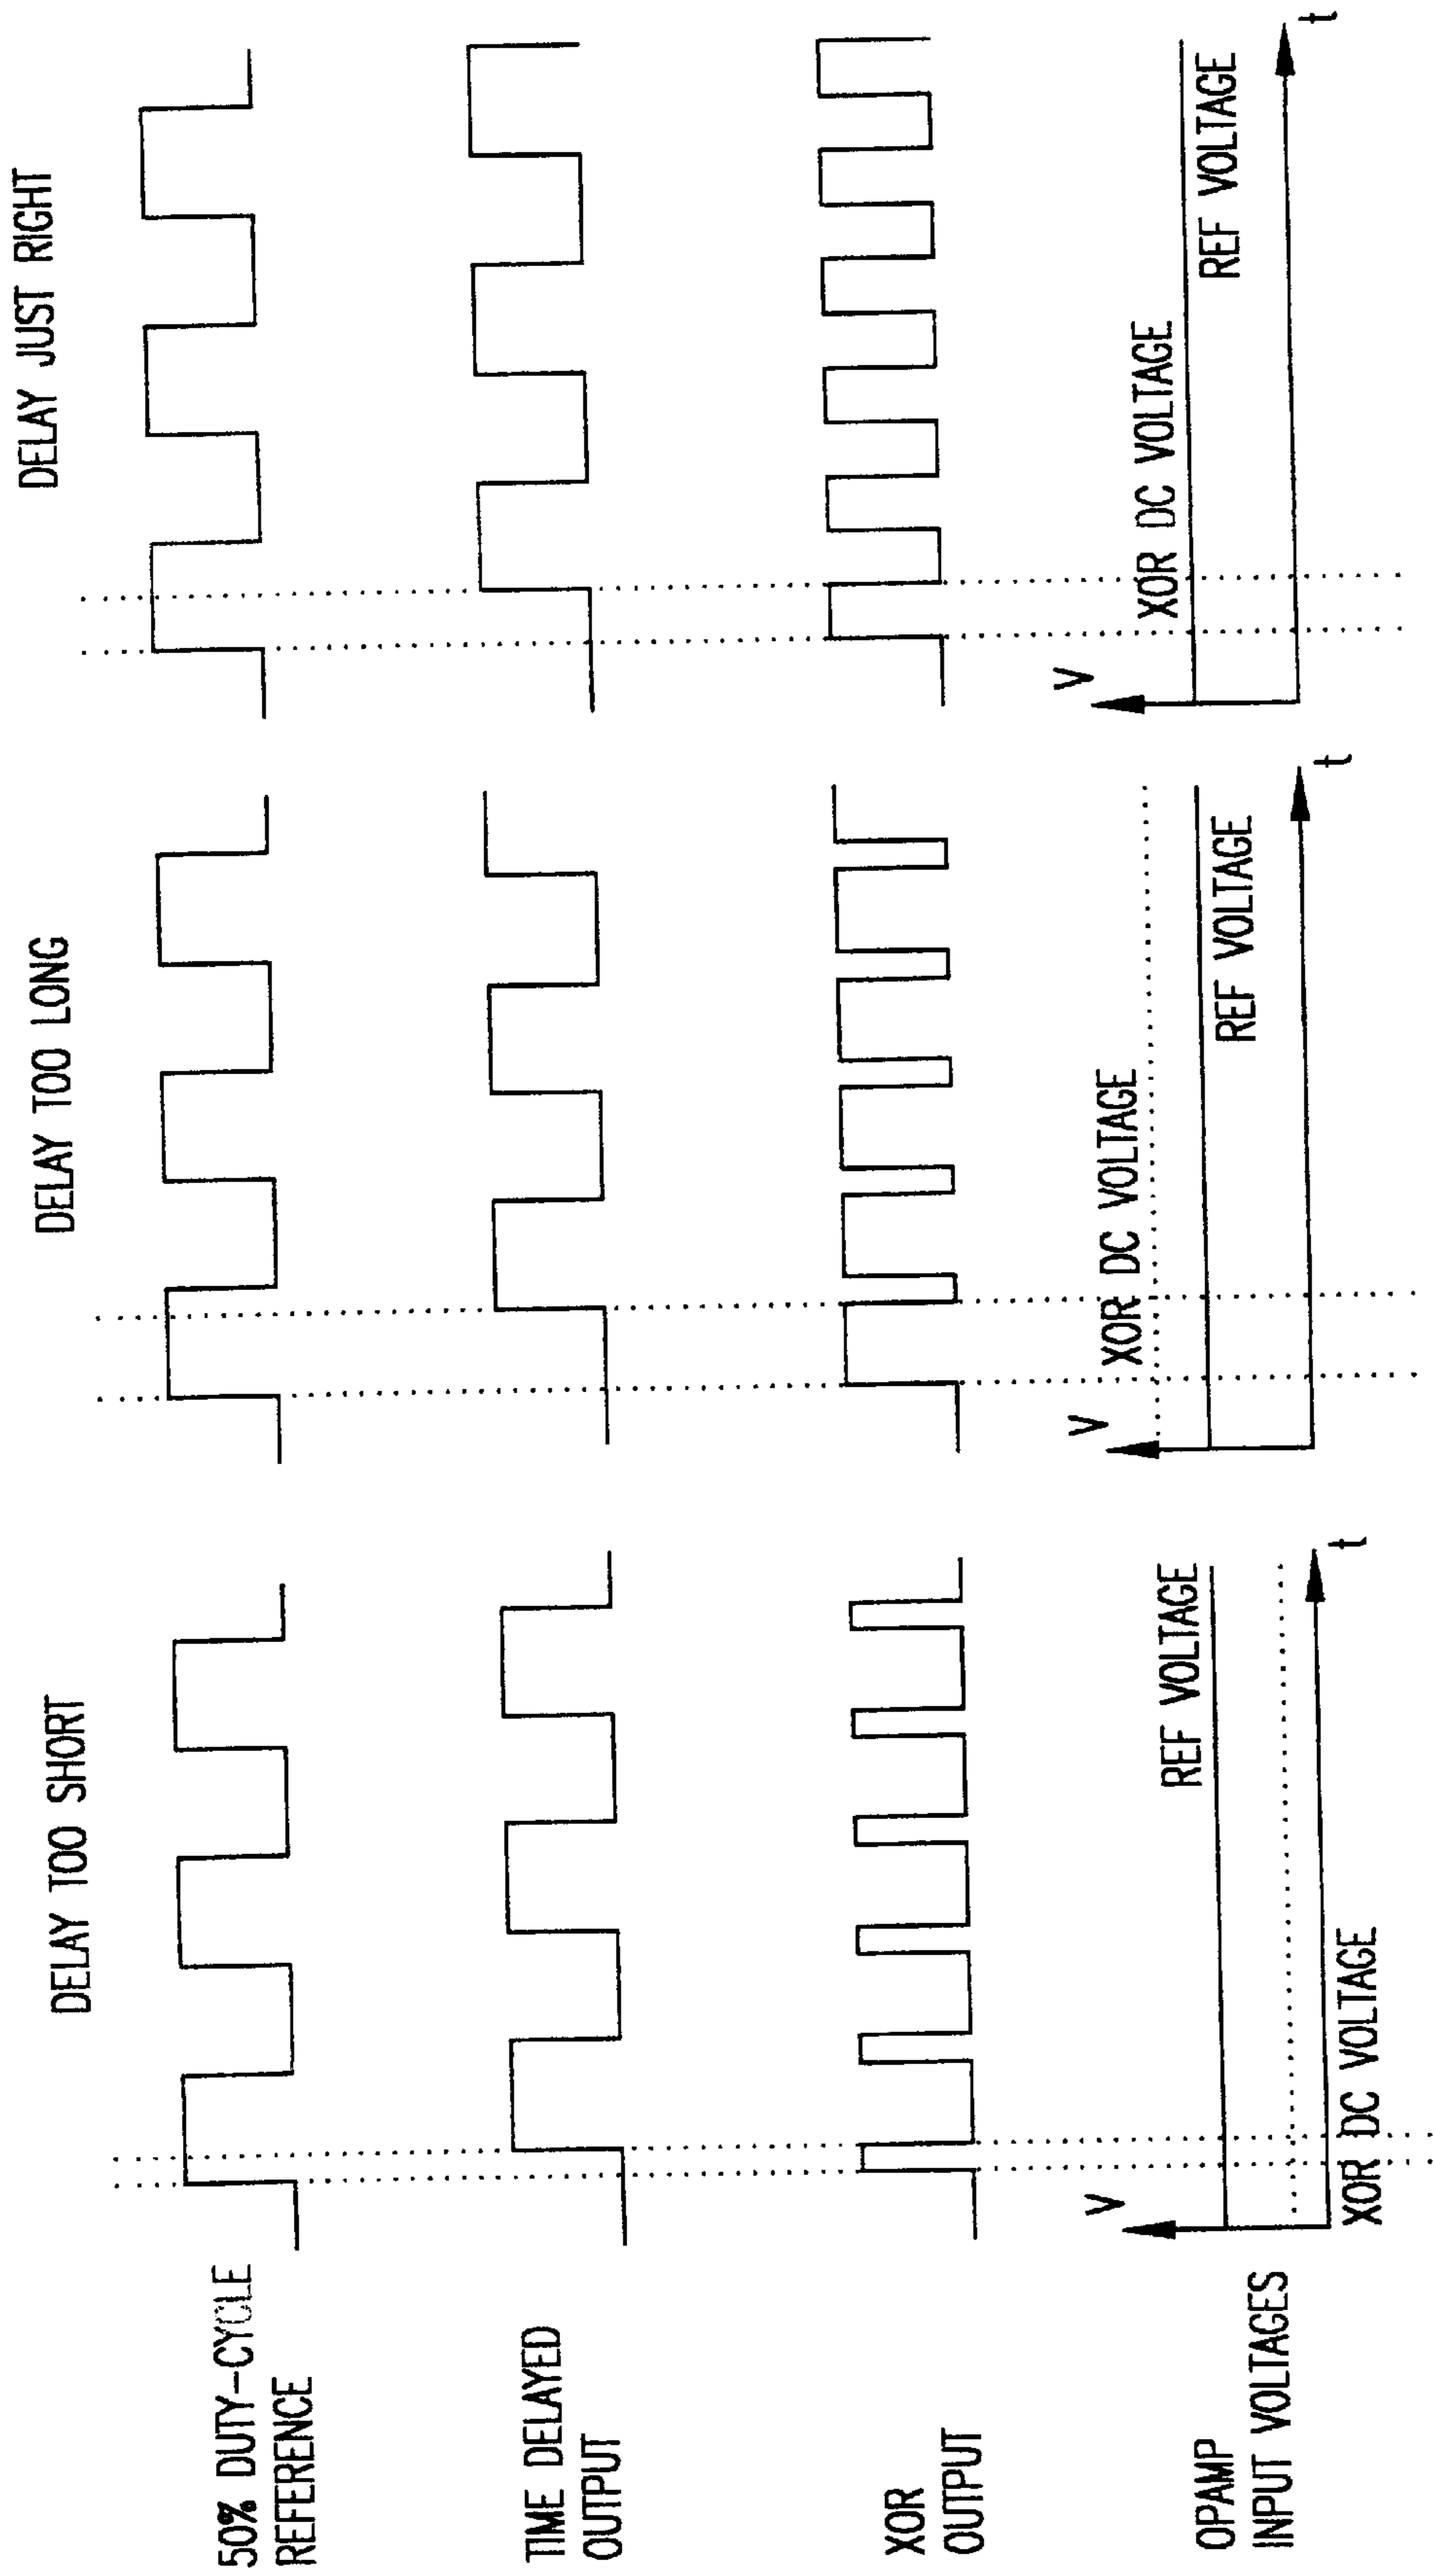 DELAY TOO SHORT
DELAY TOO LONG
DELAY JUST RIGHT
50% DUTY-CYCLE
REFERENCE
TIME DELAYED
OUTPUT
XOR
OUTPUT
OPAMP
INPUT VOLTAGES
V
REF VOLTAGE
t
XOR DC VOLTAGE
V
XOR DC VOLTAGE
REF VOLTAGE
t
V
XOR DC VOLTAGE
REF VOLTAGE
t